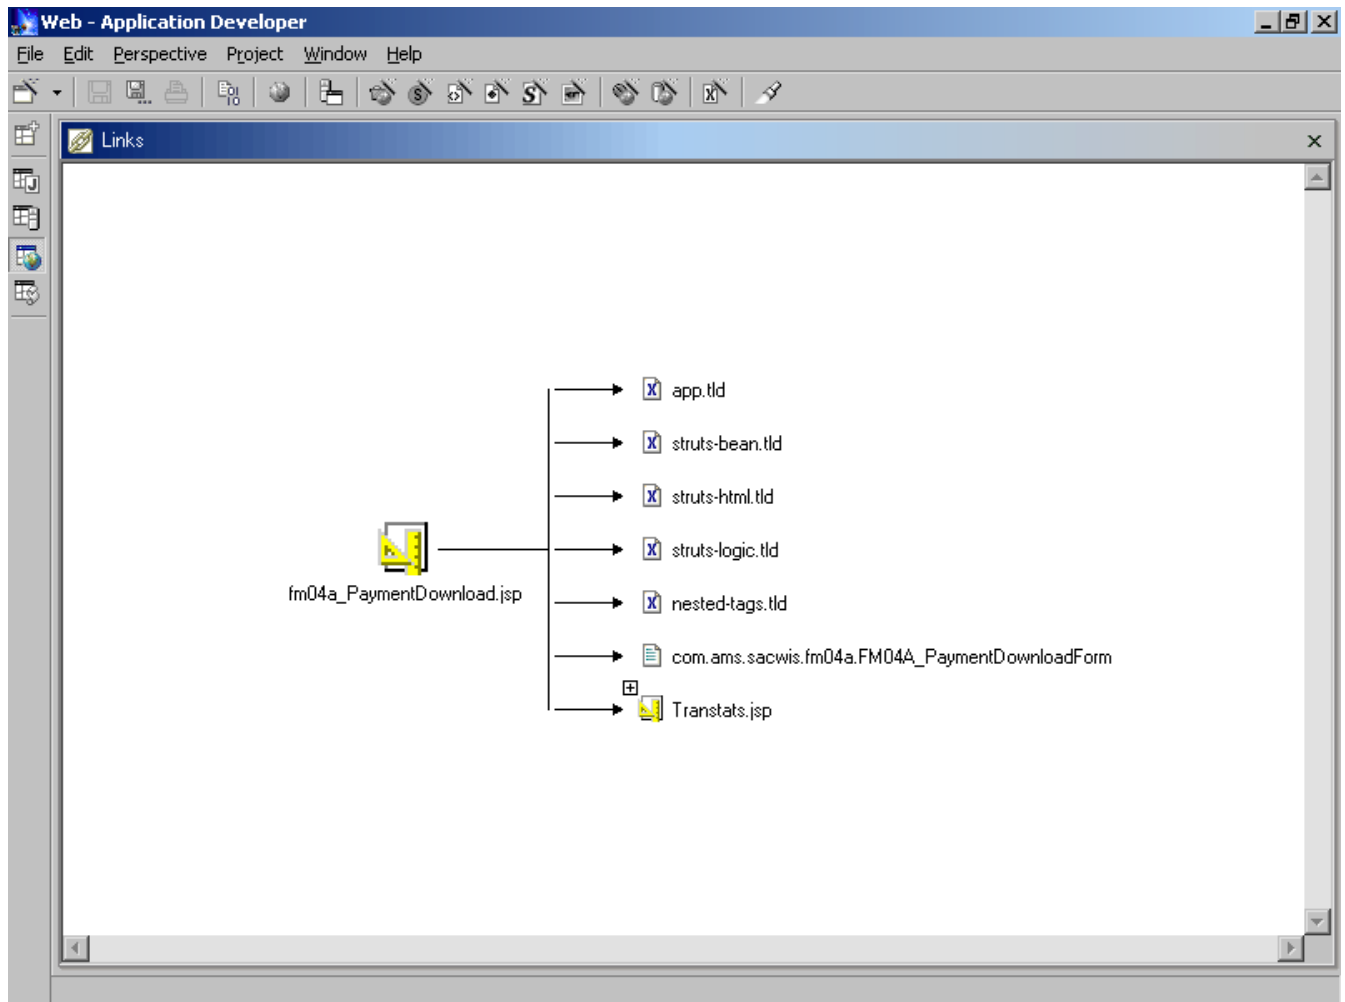 Web - Application Developer
File Edit Perspective Project Window Help
Links
app.tld
struts-bean.tld
struts-html.tld
struts-logic.tld
fm04a_PaymentDownload.jsp
nested-tags.tld
com.ams.sacwis.fm04a.FM04A_PaymentDownloadForm
Transtats.jsp